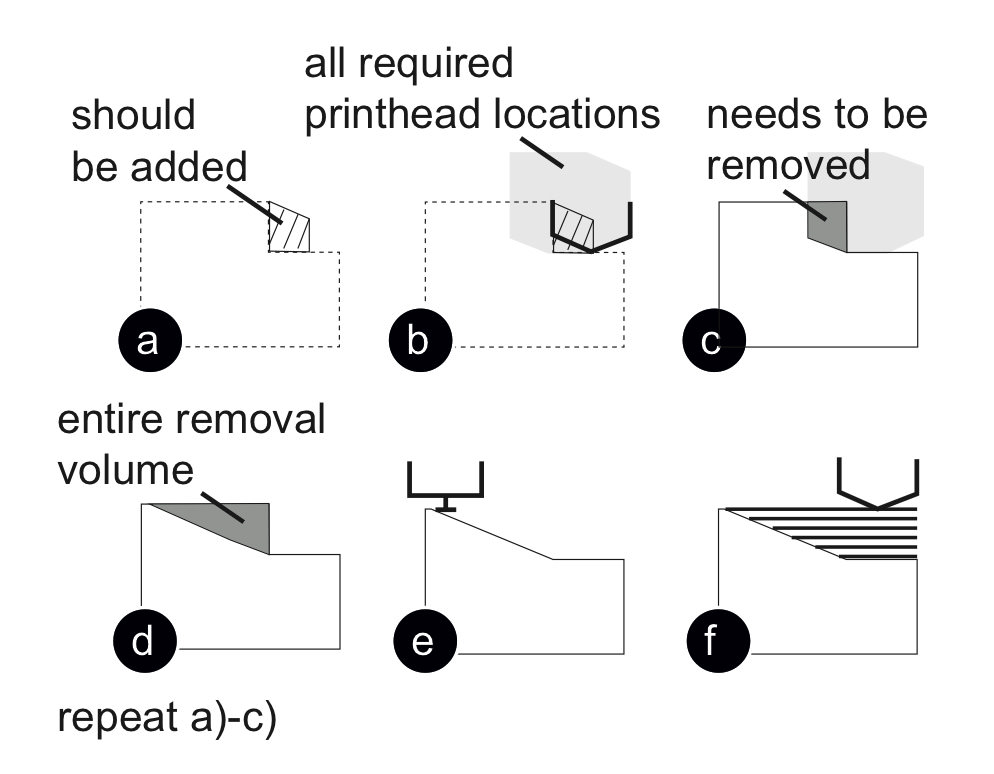 should
be added
all required
printhead locations
needs to be
removed
a
b
c
entire removal
volume
d
e
f
repeat a)-c)